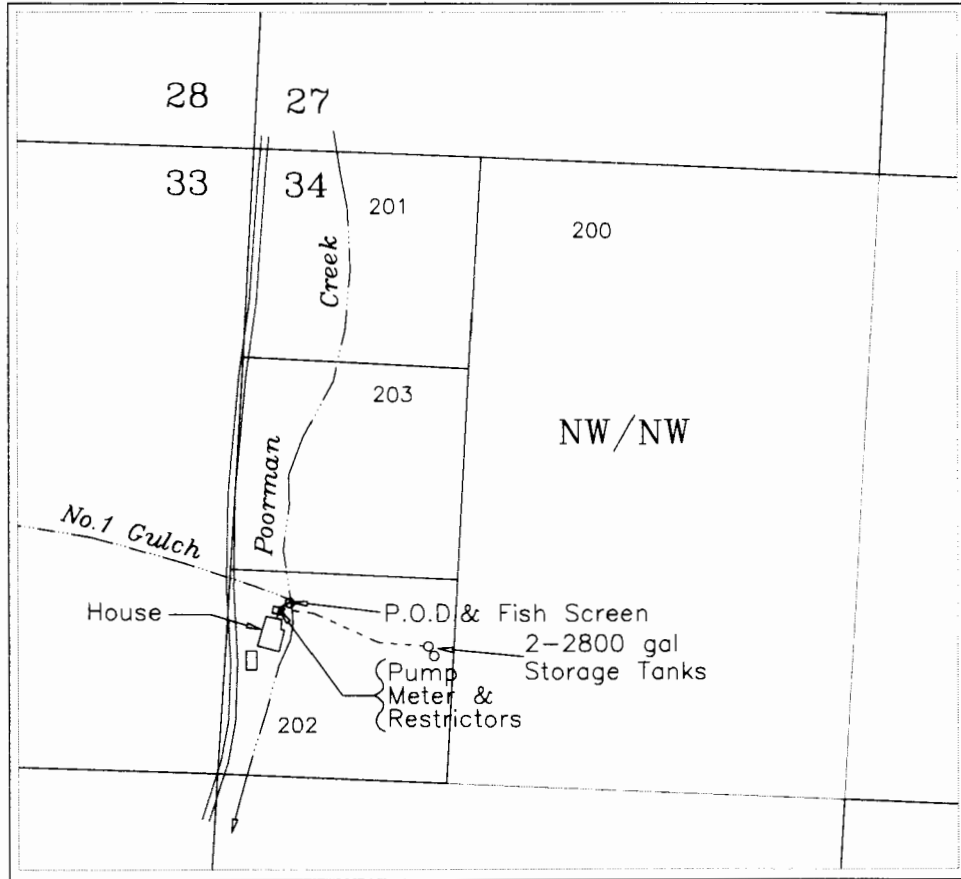 28 27
33 34
201
200
Creek
203
NW/NW
Poorman
No.1 Gulch
House
P.O.D & Fish Screen
2-2800 gal
Storage Tanks
Pump
Meter &
Restrictors
202